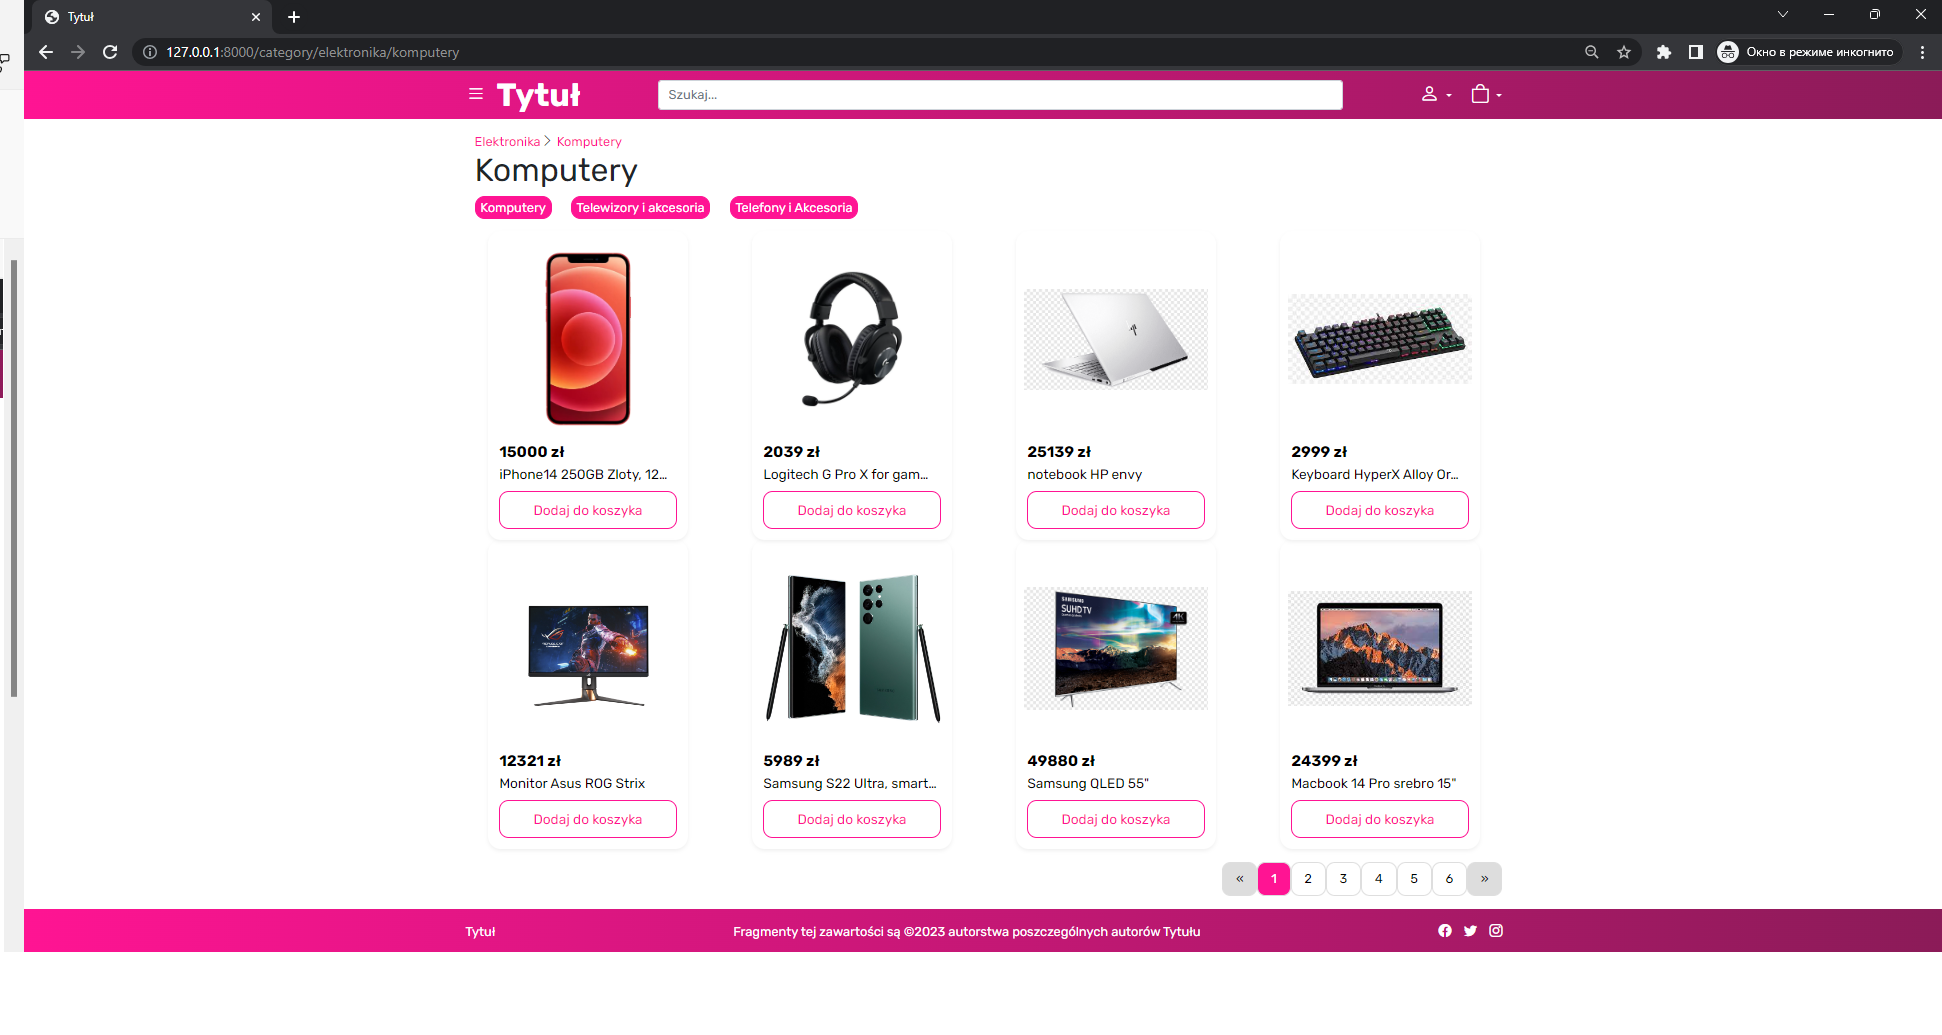 Tytuł
127.0.0.1:8000/category/elektronika/komputery
Окно в режиме инкогнито
Tytuł
Szukaj...
Elektronika
Komputery
Komputery
Komputery
Telewizory i akcesoria
Telefony i Akcesoria
15000 zł
2039 zł
25139 zł
2999 zł
iPhone14 250GB Zloty, 12...
Logitech G Pro X for gam...
notebook HP envy
Keyboard HyperX Alloy Or...
Dodaj do koszyka
Dodaj do koszyka
Dodaj do koszyka
Dodaj do koszyka
SAMSUNG
SUHD TV
4K
12321 zł
5989 zł
49880 zł
24399 zł
Monitor Asus ROG Strix
Samsung S22 Ultra, smart...
Samsung QLED 55"
Macbook 14 Pro srebro 15"
Dodaj do koszyka
Dodaj do koszyka
Dodaj do koszyka
Dodaj do koszyka
« 1 2 3 4 5 6 »
Tytuł
Fragmenty tej zawartości są ©2023 autorstwa poszczególnych autorów Tytułu